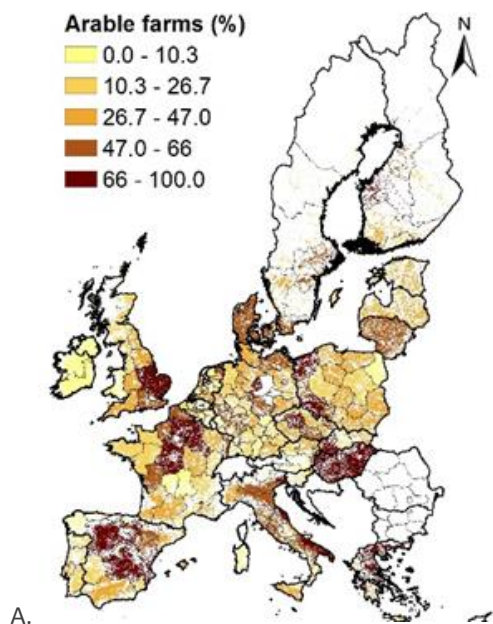 Arable farms (%)
0.0 - 10.3
10.3 - 26.7
26.7 - 47.0
47.0 - 66
66 - 100.0
N
A.